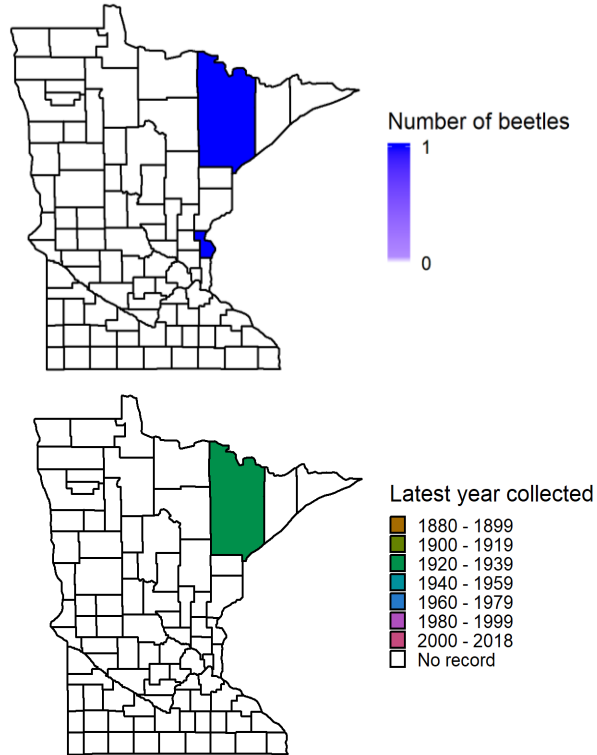 Number of beetles
1
0
Latest year collected
1880 - 1899
1900 - 1919
1920 - 1939
1940 - 1959
1960 - 1979
1980 - 1999
2000 - 2018
No record